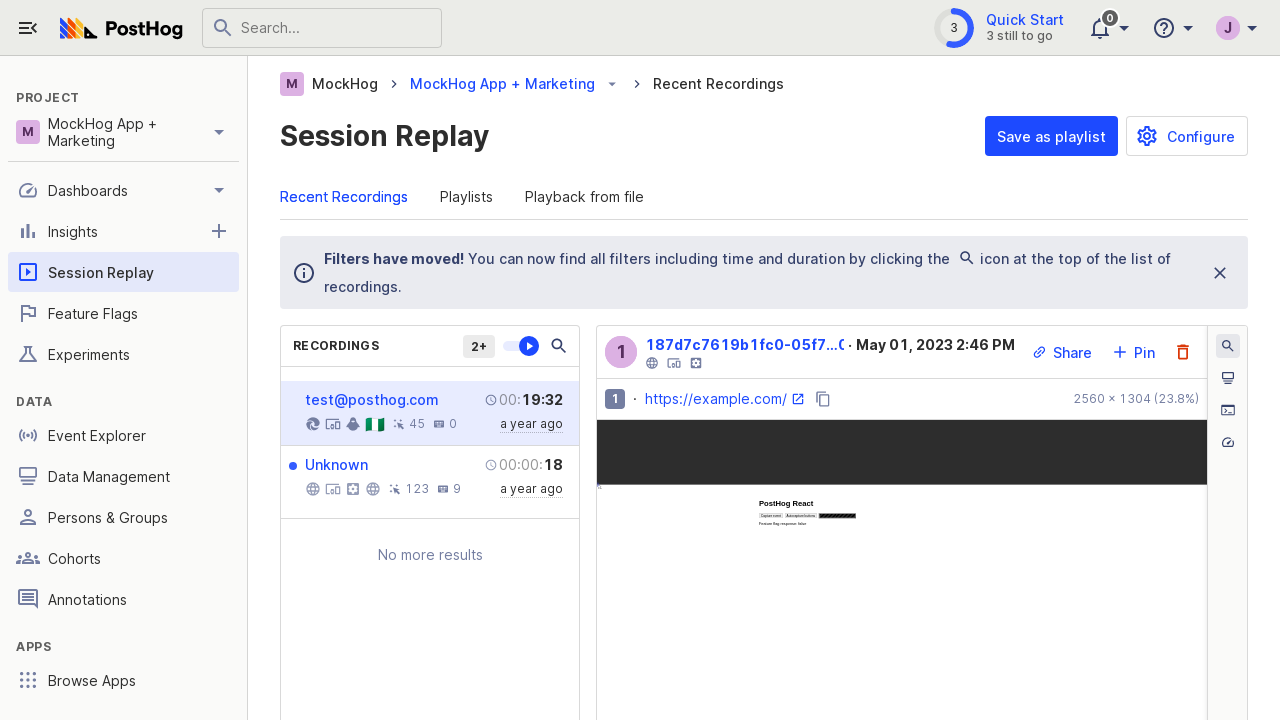 PostHog
Search...
3
Quick Start
3 still to go
0
J
PROJECT
M
MockHog App +
Marketing
Dashboards
Insights
Session Replay
Feature Flags
Experiments
DATA
Event Explorer
Data Management
Persons & Groups
Cohorts
Annotations
APPS
Browse Apps
M MockHog
MockHog App + Marketing
Recent Recordings
Session Replay
Save as playlist
Configure
Recent Recordings
Playlists
Playback from file
Filters have moved! You can now find all filters including time and duration by clicking the icon at the top of the list of
recordings.
RECORDINGS
2+
test@posthog.com
00:19:32
45
0
a year ago
Unknown
00:00:18
123
9
a year ago
No more results
1
187d7c7619b1fc0-05f7...0 · May 01, 2023 2:46 PM
Share
Pin
1 · https://example.com/
2560 × 1304 (23.8%)
PostHog React
Capture event
Autocapture buttons
Feature flag response: false